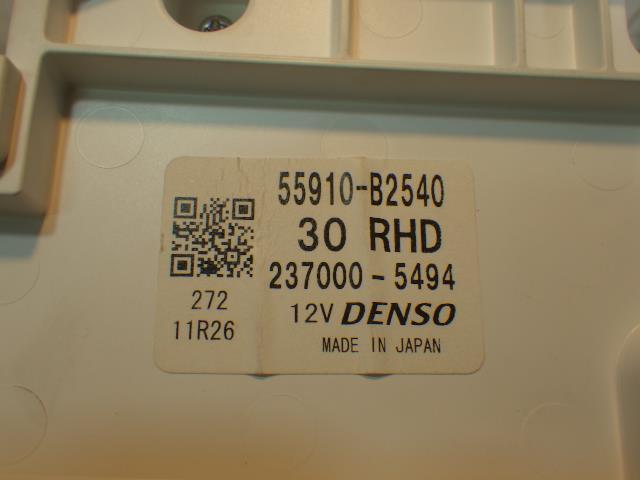 55910-B2540
30 RHD
237000-5494
272
12V DENSO
11R26
MADE IN JAPAN